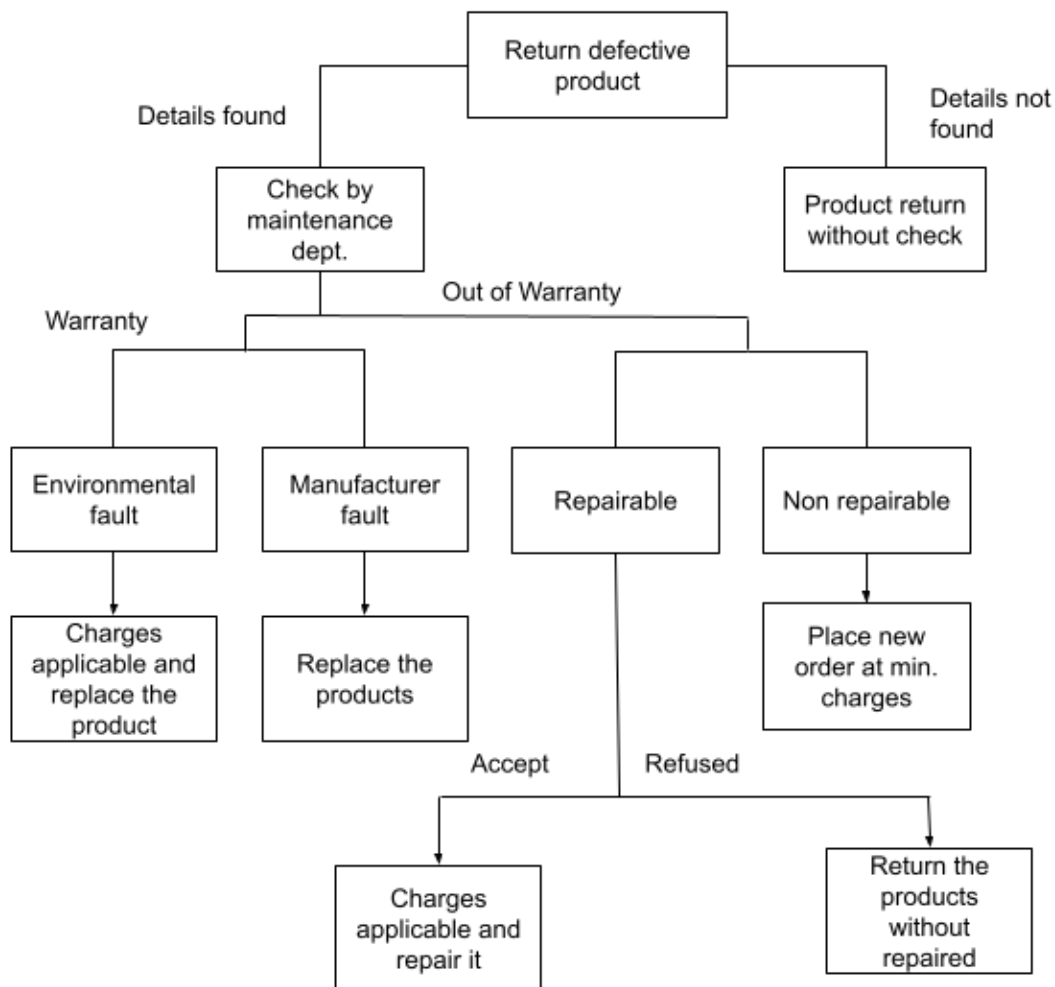 Return defective
product
Details found
Details not
found
Check by
maintenance
dept.
Product return
without check
Out of Warranty
Warranty
Environmental
fault
Manufacturer
fault
Repairable
Non repairable
Charges
applicable and
replace the
product
Replace the
products
Place new
order at min.
charges
Accept
Refused
Charges
applicable and
repair it
Return the
products
without
repaired